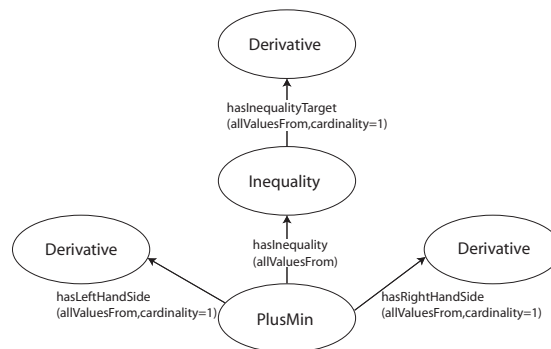 Derivative
hasInequalityTarget
(allValuesFrom,cardinality=1)
Inequality
Derivative
Derivative
hasInequality
(allValuesFrom)
hasLeftHandSide
(allValuesFrom,cardinality=1)
hasRightHandSide
(allValuesFrom,cardinality=1)
PlusMin